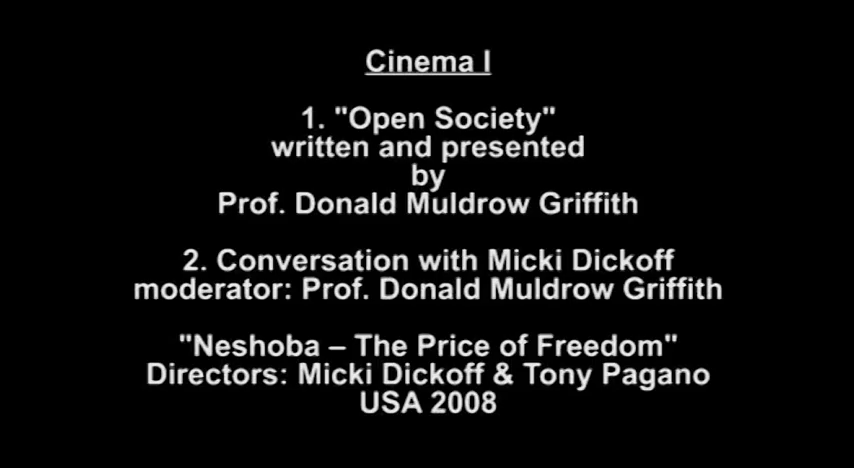 Cinema I
1. "Open Society"
written and presented
by
Prof. Donald Muldrow Griffith
2. Conversation with Micki Dickoff
moderator: Prof. Donald Muldrow Griffith
"Neshoba – The Price of Freedom"
Directors: Micki Dickoff & Tony Pagano
USA 2008